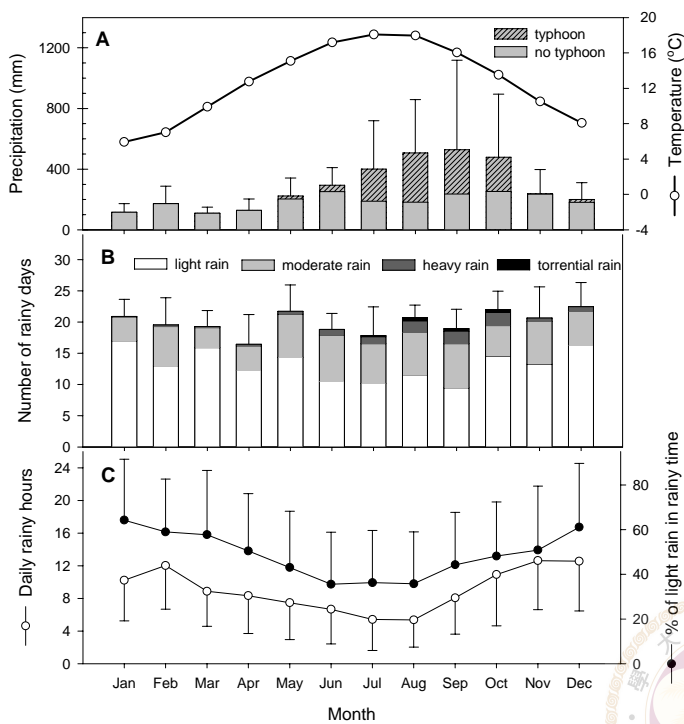 A
typhoon
no typhoon
Precipitation (mm)
1200
800
400
0
20
16
12
8
4
0
-4
Temperature (°C)
B
light rain moderate rain heavy rain torrential rain
Number of rainy days
30
25
20
15
10
5
0
C
Daily rainy hours
24
20
16
12
8
4
0
80
60
40
20
0
% of light rain in rainy time
Jan Feb Mar Apr May Jun Jul Aug Sep Oct Nov Dec
Month
學 大